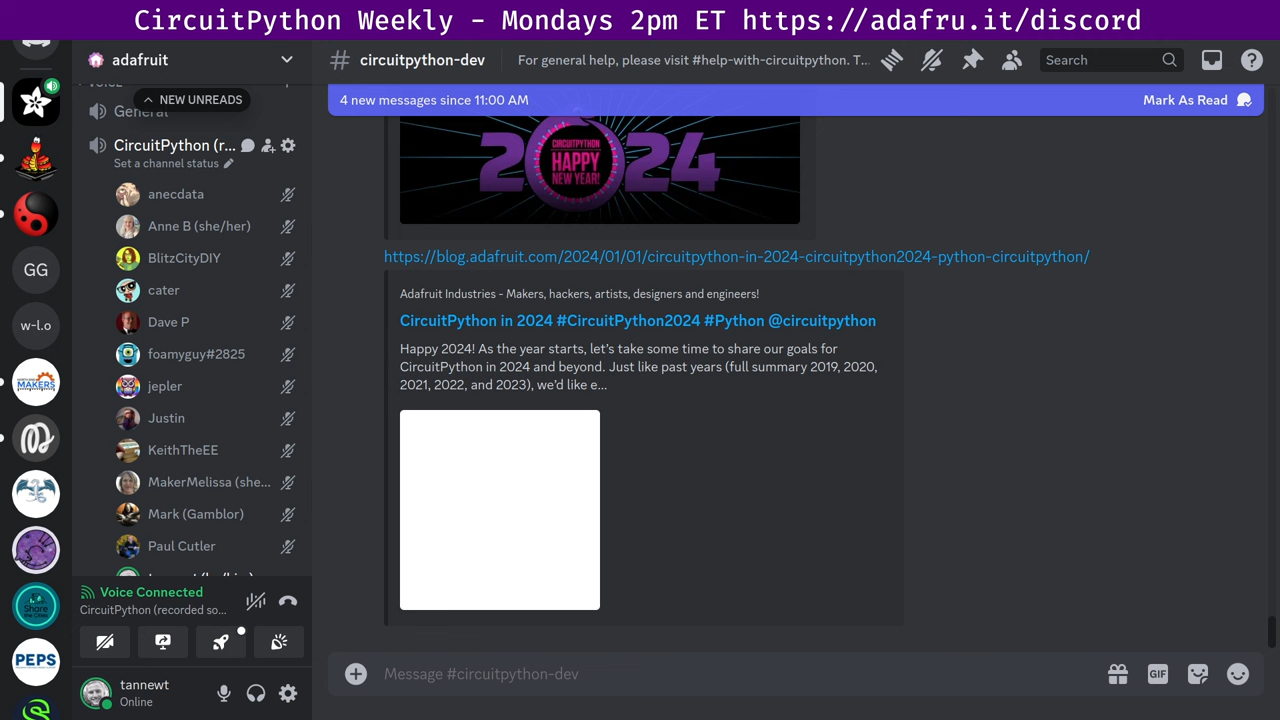 CircuitPython Weekly - Mondays 2pm ET https://adafru.it/discord
adafruit
# circuitpython-dev
For general help, please visit #help-with-circuitpython. T...
Search
NEW UNREADS
General
4 new messages since 11:00 AM
Mark As Read
CircuitPython (r...
Set a channel status
anecdata
Anne B (she/her)
BlitzCityDIY
cater
Dave P
foamyguy#2825
jepler
Justin
KeithTheEE
MakerMelissa (she...
Mark (Gamblor)
Paul Cutler
GG
w-l.o
MAKERS
Share
PEPS
2024
CIRCUITPYTHON
HAPPY
NEW YEAR!
https://blog.adafruit.com/2024/01/01/circuitpython-in-2024-circuitpython2024-python-circuitpython/
Adafruit Industries - Makers, hackers, artists, designers and engineers!
CircuitPython in 2024 #CircuitPython2024 #Python @circuitpython
Happy 2024! As the year starts, let's take some time to share our goals for
CircuitPython in 2024 and beyond. Just like past years (full summary 2019, 2020,
2021, 2022, and 2023), we'd like e...
Voice Connected
CircuitPython (recorded so...
tannewt
Online
Message #circuitpython-dev
GIF